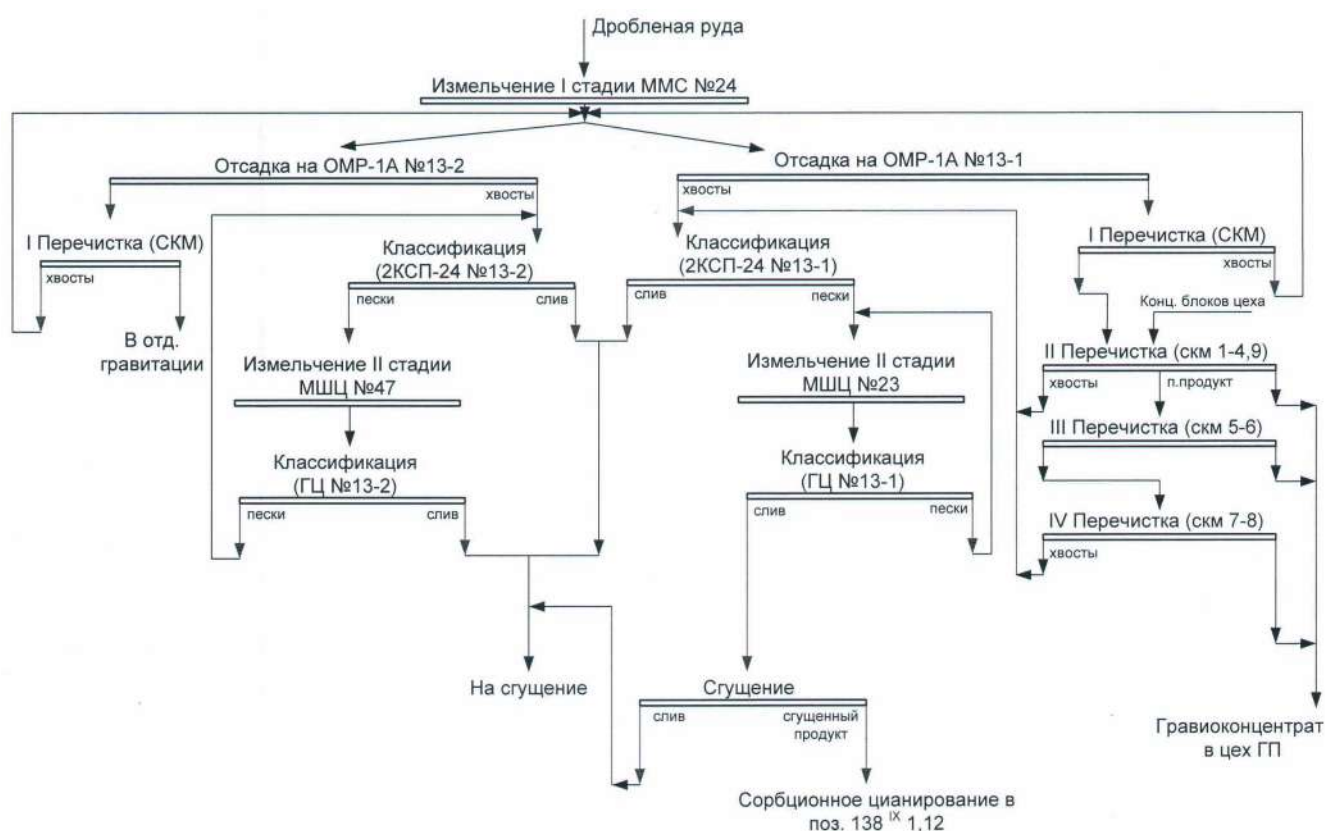 Дробленая руда
Измельчение I стадии ММС №24
Отсадка на ОМР-1А №13-2
хвосты
Отсадка на ОМР-1А №13-1
хвосты
I Перечистка (СКМ)
хвосты
В отд.
гравитации
Классификация
(2КСП-24 №13-2)
пески
слив
Классификация
(2КСП-24 №13-1)
слив
пески
I Перечистка (СКМ)
хвосты
Конц. блоков цеха
Измельчение II стадии
МШЦ №47
Измельчение II стадии
МШЦ №23
II Перечистка (скм 1-4,9)
хвосты
п.продукт
III Перечистка (скм 5-6)
Классификация
(ГЦ №13-2)
пески
слив
Классификация
(ГЦ №13-1)
слив
пески
IV Перечистка (скм 7-8)
хвосты
На сгущение
Сгущение
слив
сгущенный
продукт
Гравиоконцентрат
в цех ГП
Сорбционное цианирование в
поз. 138 IX 1,12